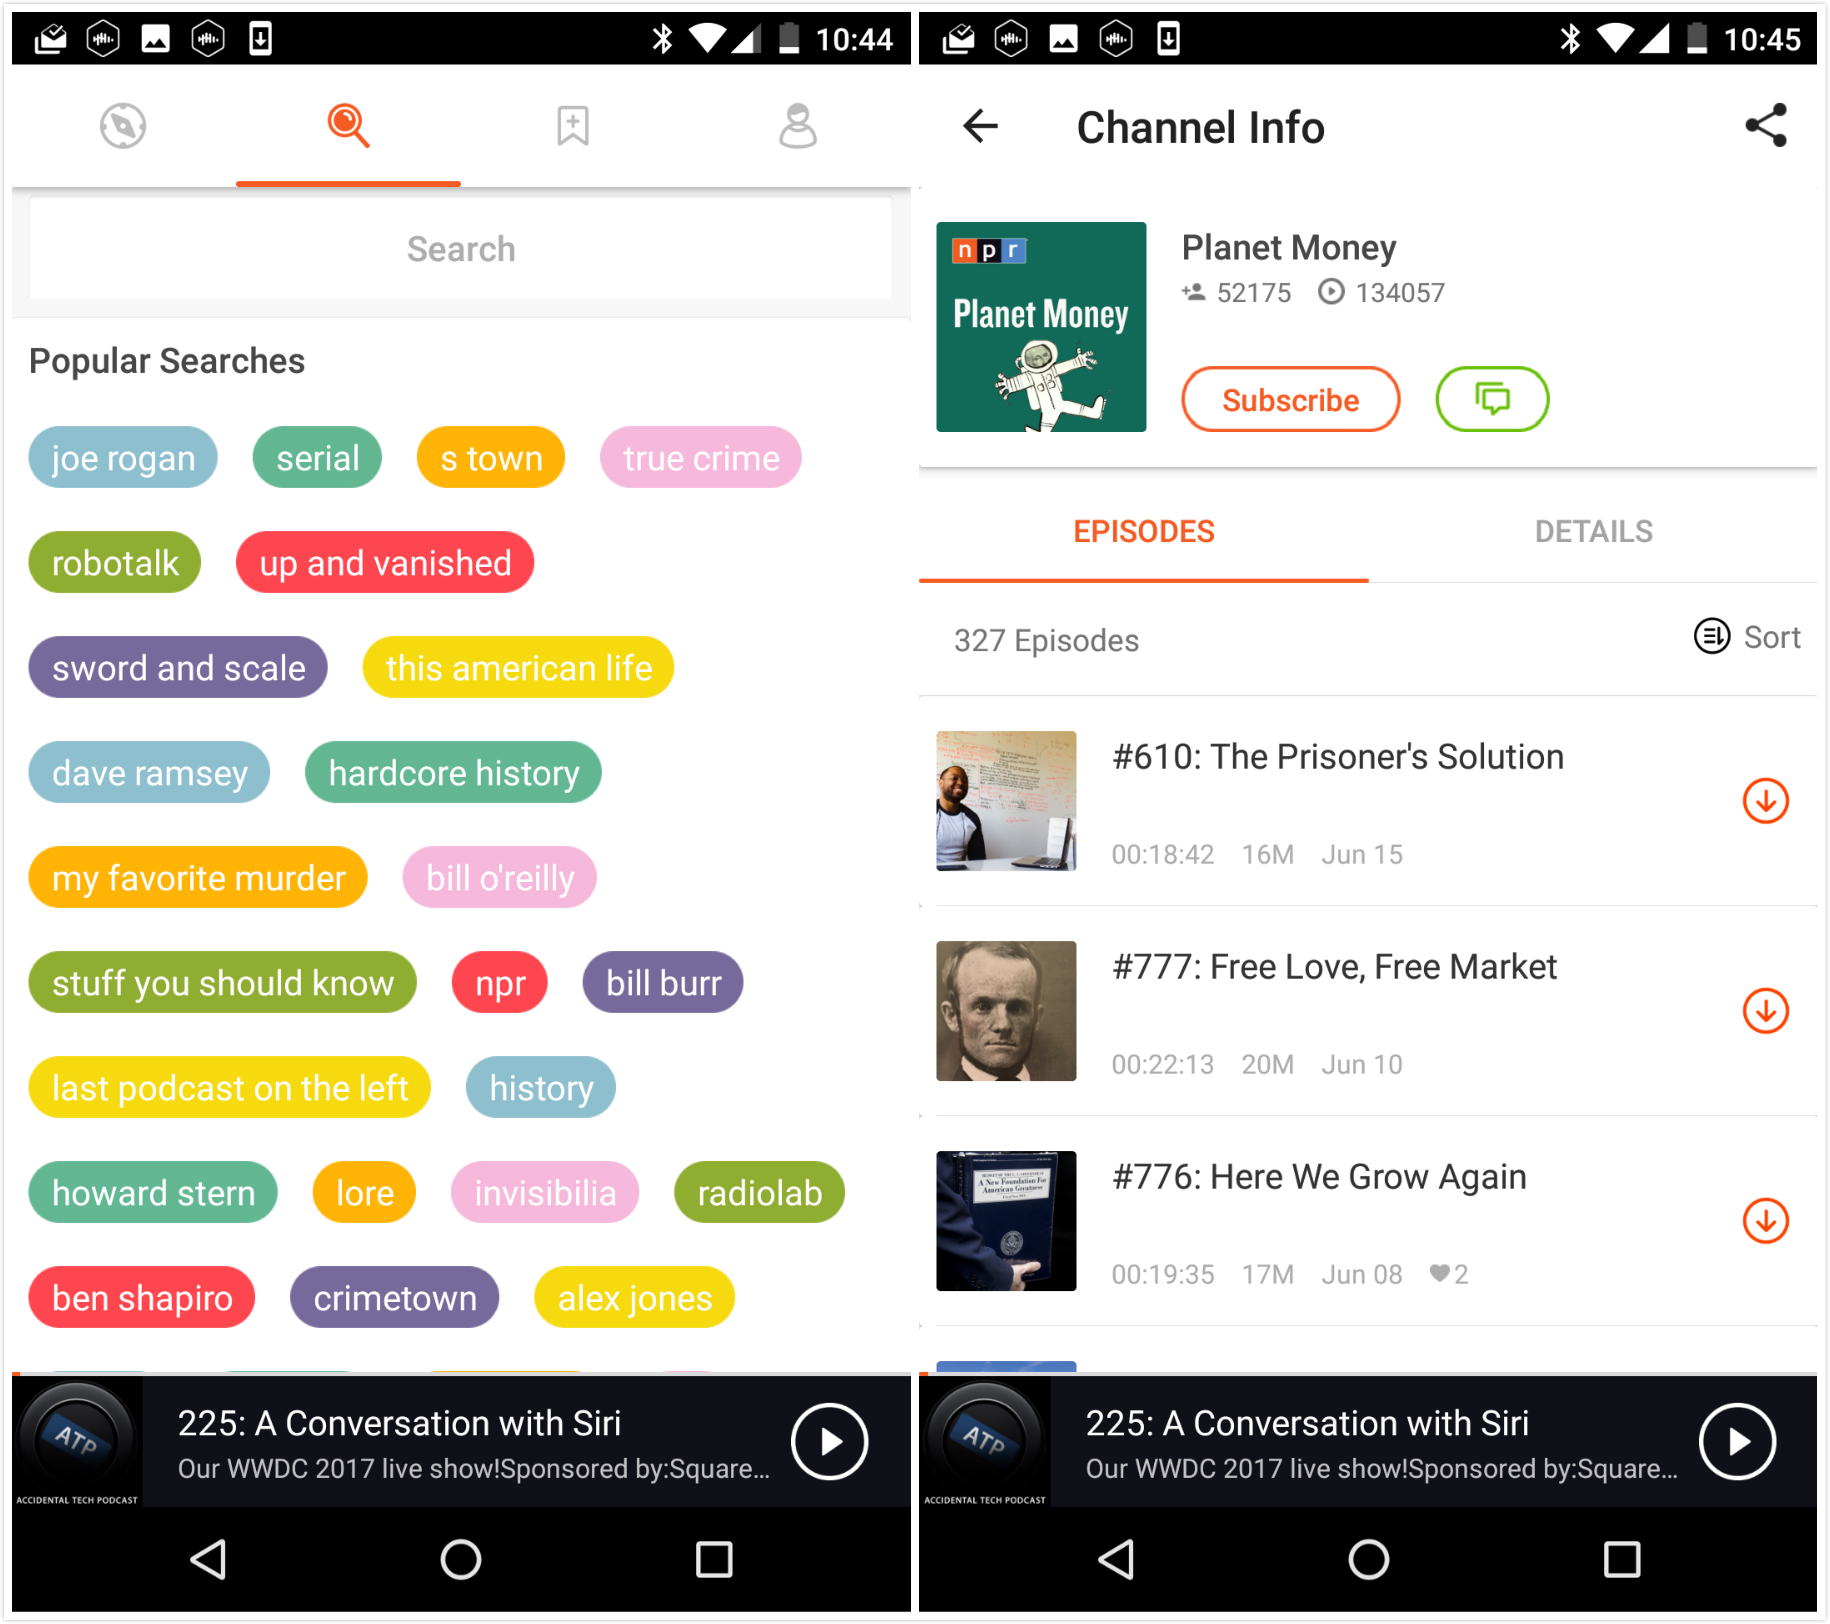 10:44
Search
Popular Searches
joe rogan serial s town true crime
robotalk up and vanished
sword and scale this american life
dave ramsey hardcore history
my favorite murder bill o'reilly
stuff you should know npr bill burr
last podcast on the left history
howard stern lore invisibilia radiolab
ben shapiro crimetown alex jones
ATP
ACCIDENTAL TECH PODCAST
225: A Conversation with Siri
Our WWDC 2017 live show!Sponsored by:Square...
10:45
Channel Info
npr
Planet Money
Planet Money
52175 134057
Subscribe
EPISODES DETAILS
327 Episodes Sort
#610: The Prisoner's Solution
00:18:42 16M Jun 15
#777: Free Love, Free Market
00:22:13 20M Jun 10
A New Foundation For
American Greatness
#776: Here We Grow Again
00:19:35 17M Jun 08 2
ATP
ACCIDENTAL TECH PODCAST
225: A Conversation with Siri
Our WWDC 2017 live show!Sponsored by:Square...